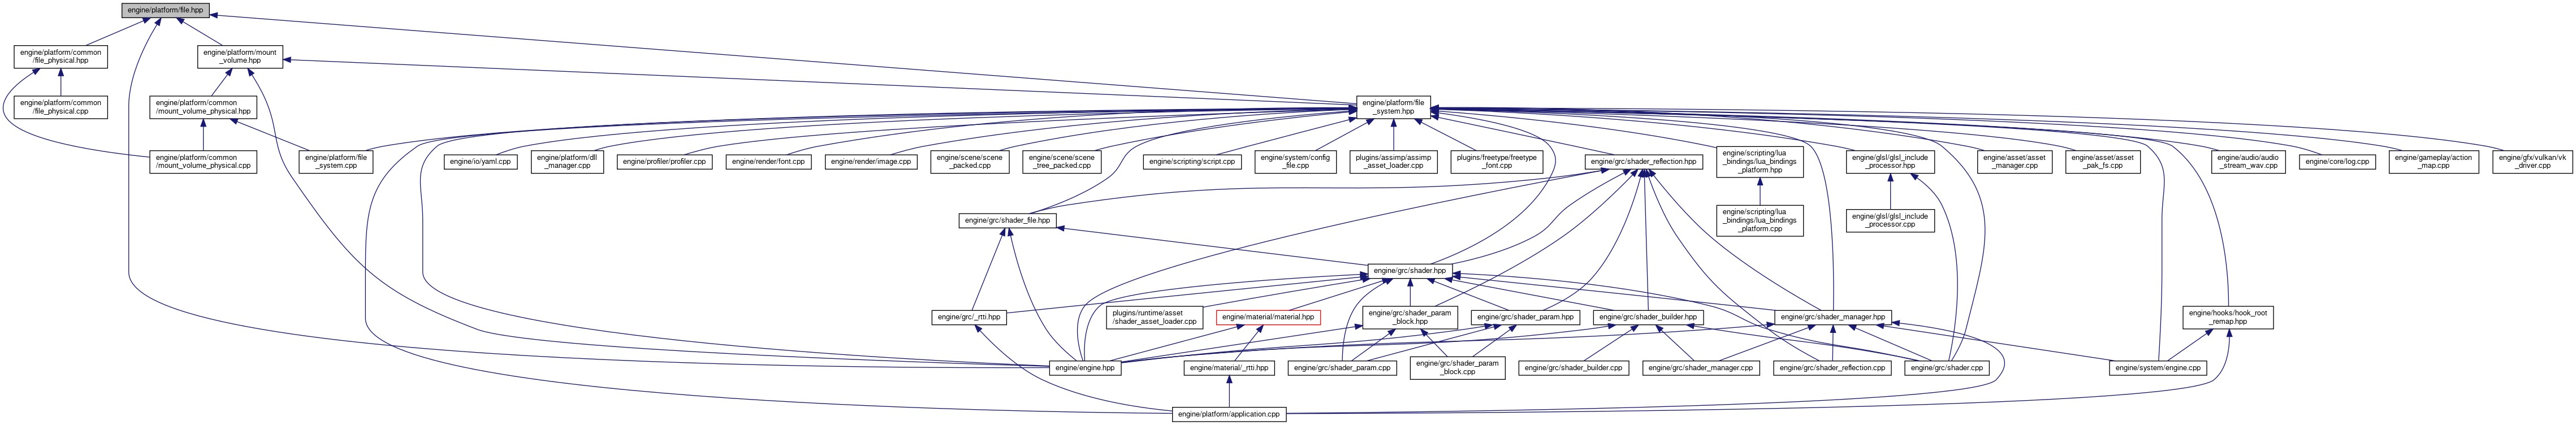 engine/platform/file.hpp
engine/platform/common
/file_physical.hpp
engine/platform/mount
_volume.hpp
engine/platform/common
/file_physical.cpp
engine/platform/common
/mount_volume_physical.hpp
engine/platform/file
_system.hpp
engine/platform/common
/mount_volume_physical.cpp
engine/platform/file
_system.cpp
engine/io/yaml.cpp
engine/platform/dll
_manager.cpp
engine/profiler/profiler.cpp
engine/render/font.cpp
engine/render/image.cpp
engine/scene/scene
_packed.cpp
engine/scene/scene
_tree_packed.cpp
engine/scripting/script.cpp
engine/system/config
_file.cpp
plugins/assimp/assimp
_asset_loader.cpp
plugins/freetype/freetype
_font.cpp
engine/grc/shader_reflection.hpp
engine/scripting/lua
_bindings/lua_bindings
_platform.hpp
engine/glsl/glsl_include
_processor.hpp
engine/asset/asset
_manager.cpp
engine/asset/asset
_pak_fs.cpp
engine/audio/audio
_stream_wav.cpp
engine/core/log.cpp
engine/gameplay/action
_map.cpp
engine/gfx/vulkan/vk
_driver.cpp
engine/grc/shader_file.hpp
engine/scripting/lua
_bindings/lua_bindings
_platform.cpp
engine/glsl/glsl_include
_processor.cpp
engine/grc/shader.hpp
engine/grc/_rtti.hpp
plugins/runtime/asset
/shader_asset_loader.cpp
engine/material/material.hpp
engine/grc/shader_param
_block.hpp
engine/grc/shader_param.hpp
engine/grc/shader_builder.hpp
engine/grc/shader_manager.hpp
engine/hooks/hook_root
_remap.hpp
engine/engine.hpp
engine/material/_rtti.hpp
engine/grc/shader_param.cpp
engine/grc/shader_param
_block.cpp
engine/grc/shader_builder.cpp
engine/grc/shader_manager.cpp
engine/grc/shader_reflection.cpp
engine/grc/shader.cpp
engine/system/engine.cpp
engine/platform/application.cpp